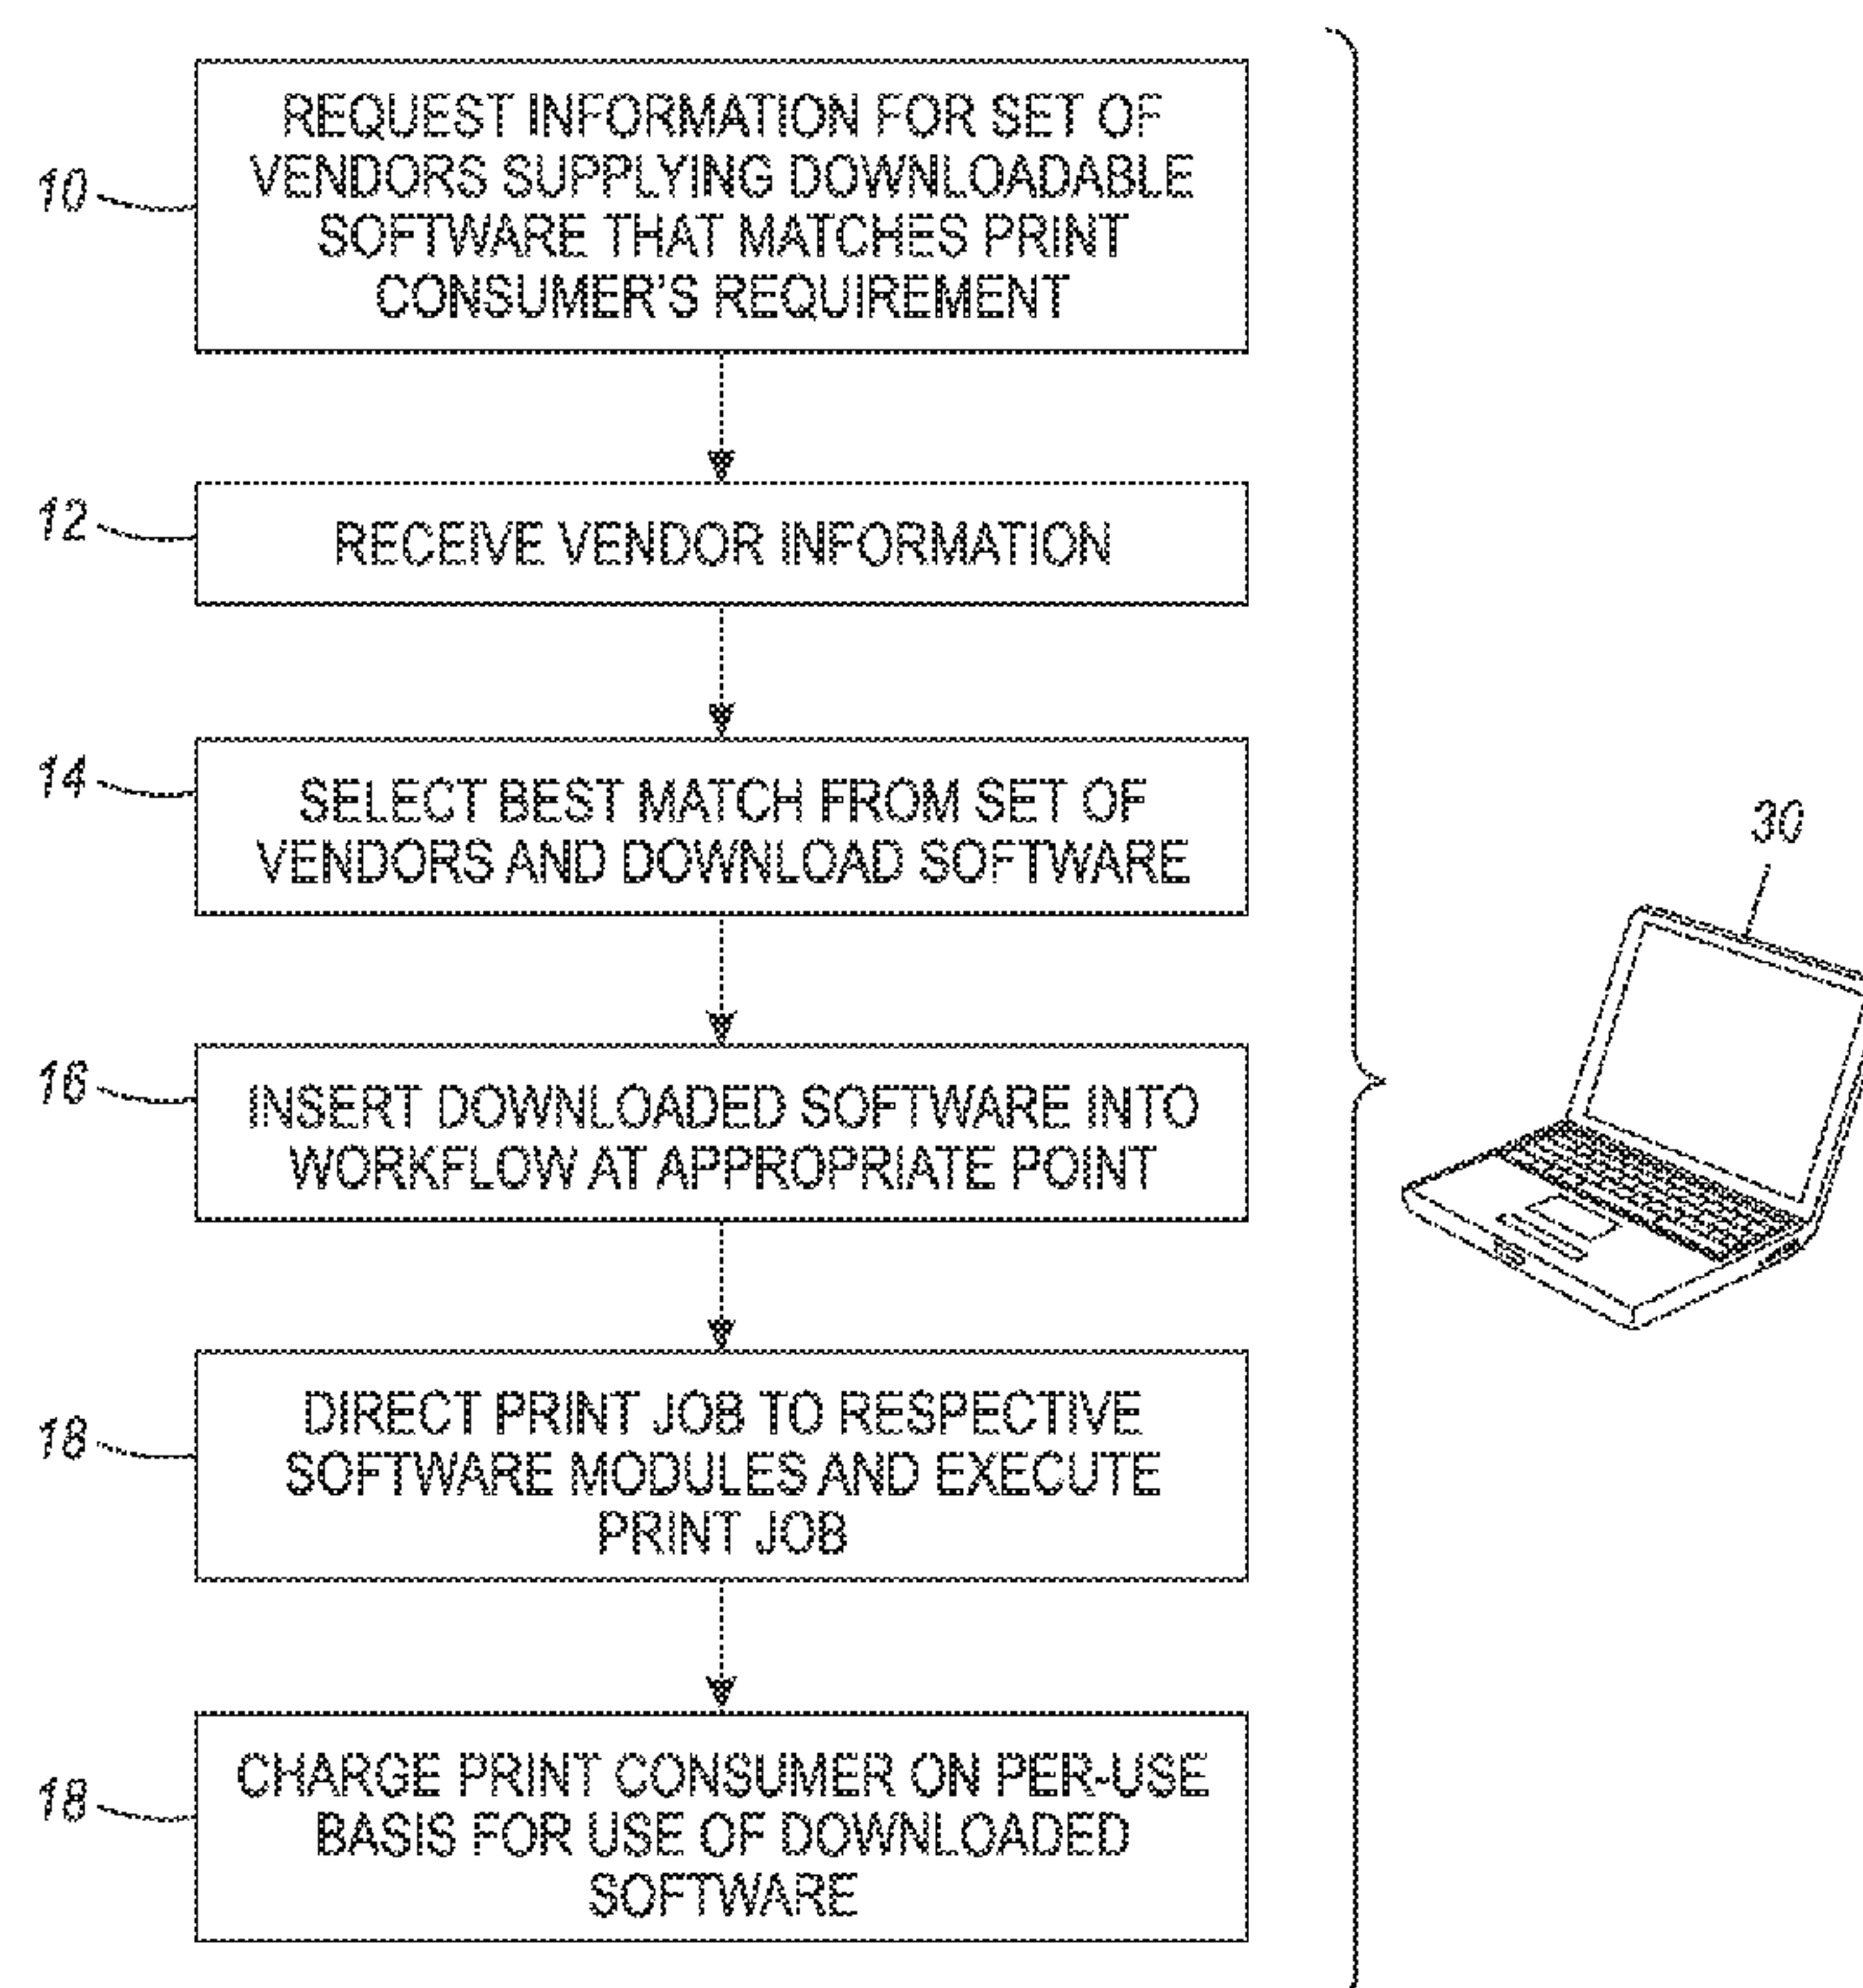 10
REQUEST INFORMATION FOR SET OF
VENDORS SUPPLYING DOWNLOADABLE
SOFTWARE THAT MATCHES PRINT
CONSUMER'S REQUIREMENT
12
RECEIVE VENDOR INFORMATION
14
SELECT BEST MATCH FROM SET OF
VENDORS AND DOWNLOAD SOFTWARE
16
INSERT DOWNLOADED SOFTWARE INTO
WORKFLOW AT APPROPRIATE POINT
18
DIRECT PRINT JOB TO RESPECTIVE
SOFTWARE MODULES AND EXECUTE
PRINT JOB
18
CHARGE PRINT CONSUMER ON PER-USE
BASIS FOR USE OF DOWNLOADED
SOFTWARE
30